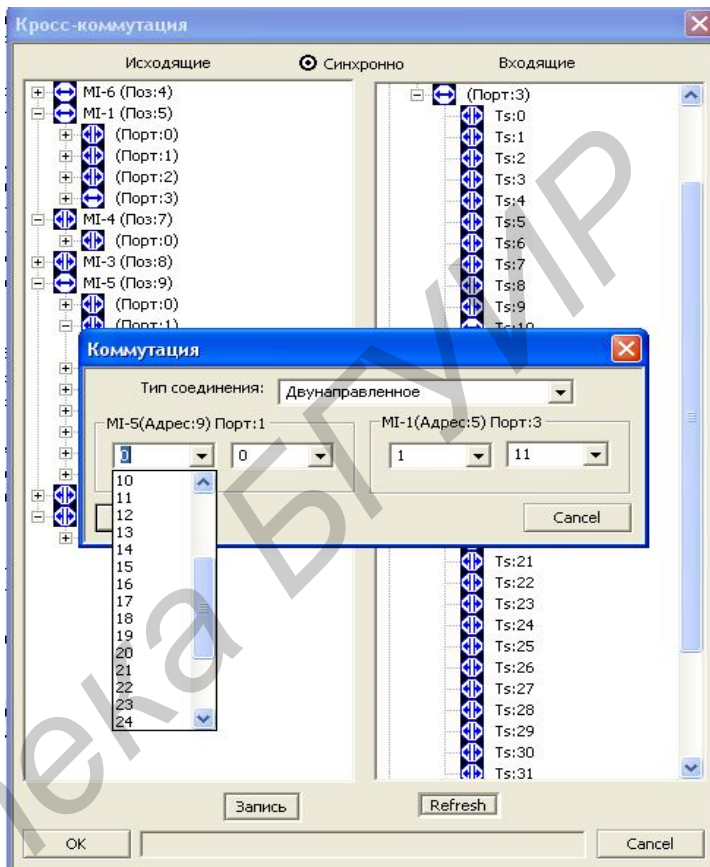 Кросс-коммутация
Исходящие
Синхронно
Входящие
MI-6 (Поз:4)
MI-1 (Поз:5)
(Порт:0)
(Порт:1)
(Порт:2)
(Порт:3)
MI-4 (Поз:7)
(Порт:0)
MI-3 (Поз:8)
MI-5 (Поз:9)
(Порт:0)
(Порт:1)
(Порт:3)
Ts:0
Ts:1
Ts:2
Ts:3
Ts:4
Ts:5
Ts:6
Ts:7
Ts:8
Ts:9
Ts:10
Коммутация
Тип соединения: Двунаправленное
MI-5(Адрес:9) Порт:1
0 0
MI-1(Адрес:5) Порт:3
1 11
10
11
12
13
14
15
16
17
18
19
20
21
22
23
24
Cancel
Ts:21
Ts:22
Ts:23
Ts:24
Ts:25
Ts:26
Ts:27
Ts:28
Ts:29
Ts:30
Ts:31
Запись
Refresh
OK
Cancel
БГУИР